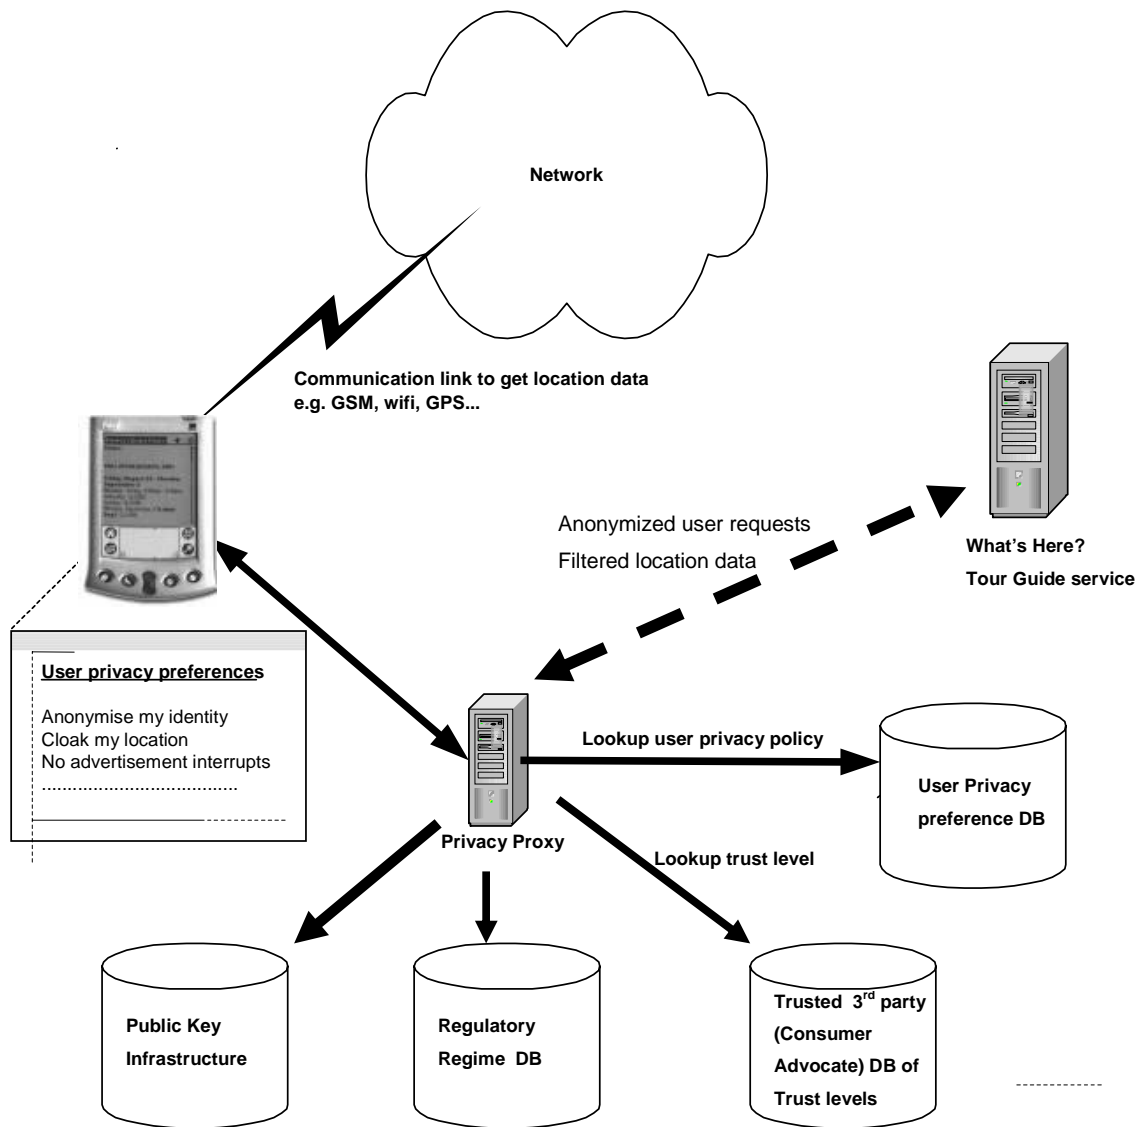 Network
Communication link to get location data
e.g. GSM, wifi, GPS...
Anonymized user requests
Filtered location data
What's Here?
Tour Guide service
User privacy preferences
Anonymise my identity
Cloak my location
No advertisement interrupts
......................................
Lookup user privacy policy
User Privacy
preference DB
Privacy Proxy
Lookup trust level
Public Key
Infrastructure
Regulatory
Regime DB
Trusted 3rd party
(Consumer
Advocate) DB of
Trust levels